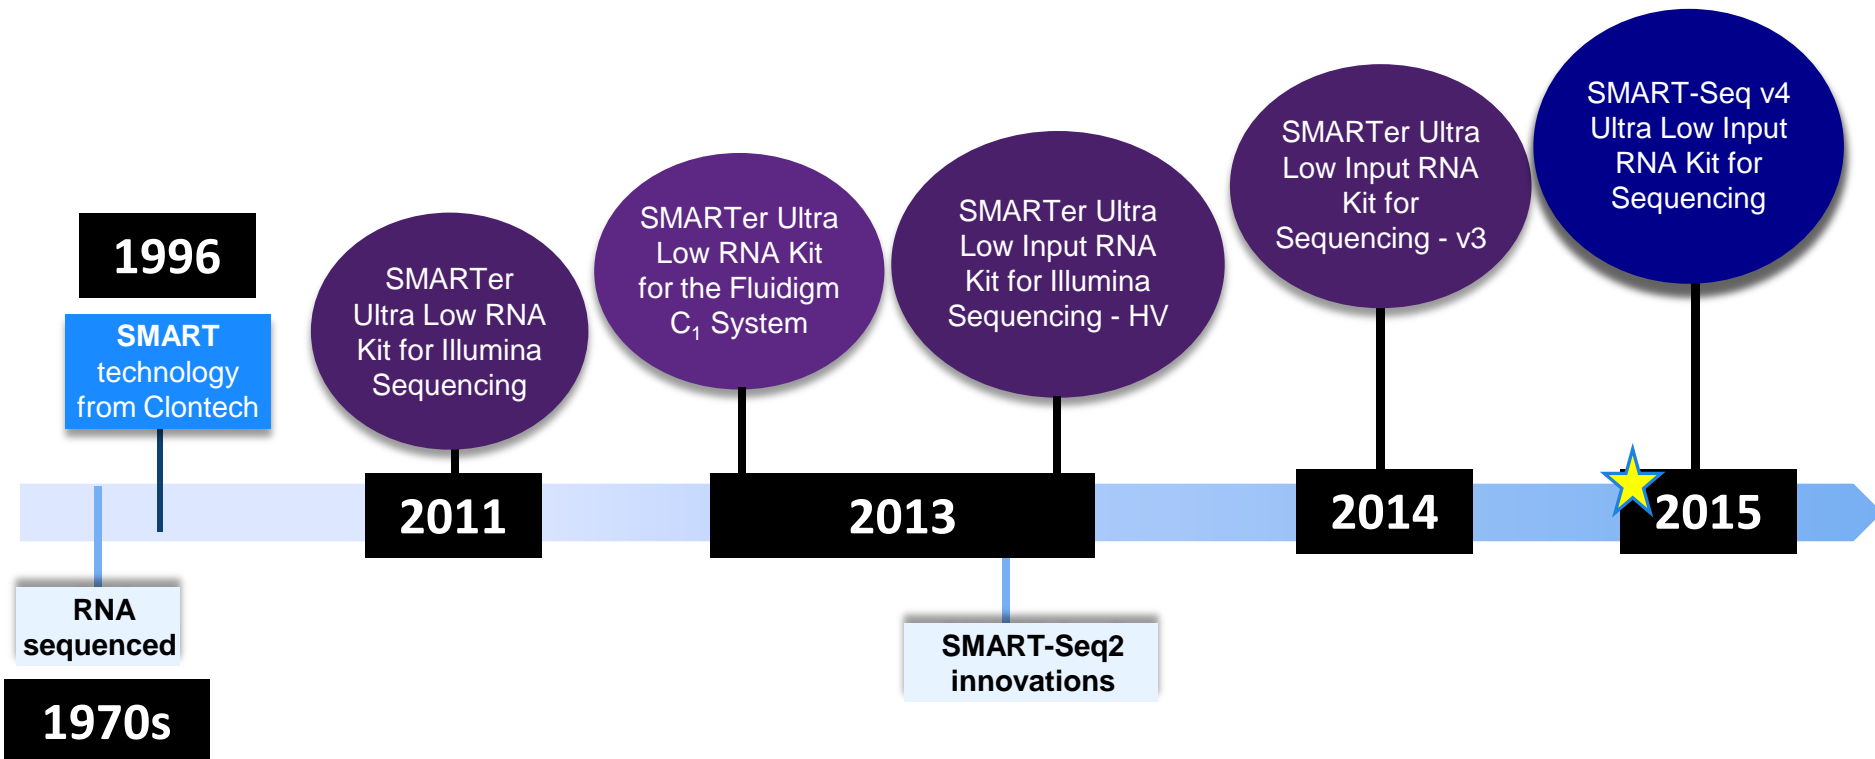 1996
SMART
technology
from Clontech
RNA
sequenced
1970s
SMARTer
Ultra Low RNA
Kit for Illumina
Sequencing
2011
SMARTer Ultra
Low RNA Kit
for the Fluidigm
C₁ System
SMARTer Ultra
Low Input RNA
Kit for Illumina
Sequencing - HV
2013
SMART-Seq2
innovations
SMARTer Ultra
Low Input RNA
Kit for
Sequencing - v3
2014
SMART-Seq v4
Ultra Low Input
RNA Kit for
Sequencing
2015